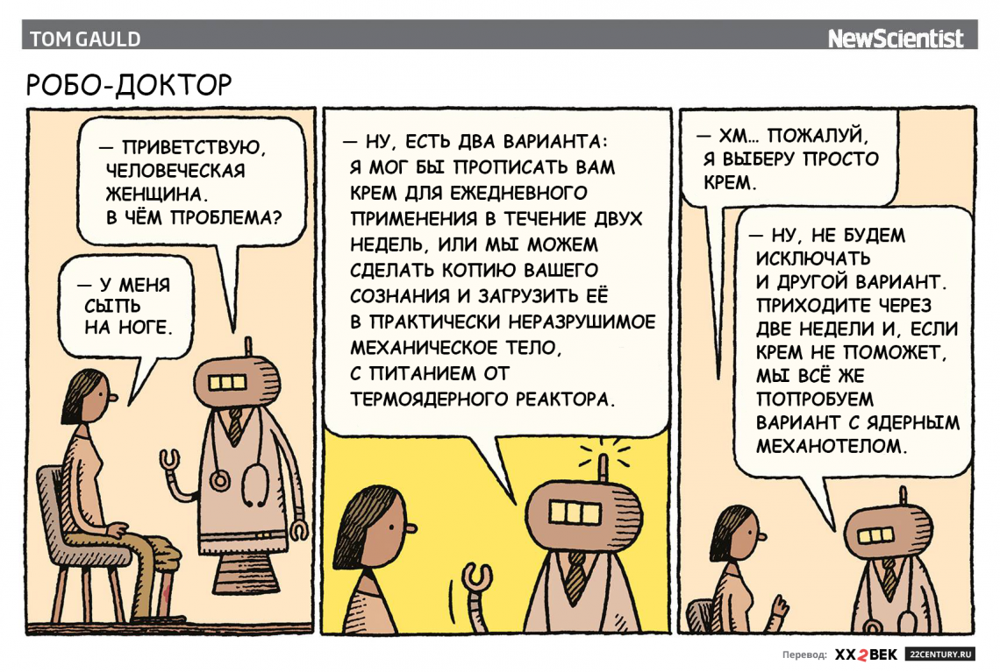 TOM GAULD
NewScientist
РОБО-ДОКТОР
— ПРИВЕТСТВУЮ,
ЧЕЛОВЕЧЕСКАЯ
ЖЕНЩИНА.
В ЧЁМ ПРОБЛЕМА?
— У МЕНЯ
СЫПЬ
НА НОГЕ.
— НУ, ЕСТЬ ДВА ВАРИАНТА:
Я МОГ БЫ ПРОПИСАТЬ ВАМ
КРЕМ ДЛЯ ЕЖЕДНЕВНОГО
ПРИМЕНЕНИЯ В ТЕЧЕНИЕ ДВУХ
НЕДЕЛЬ, ИЛИ МЫ МОЖЕМ
СДЕЛАТЬ КОПИЮ ВАШЕГО
СОЗНАНИЯ И ЗАГРУЗИТЬ ЕЁ
В ПРАКТИЧЕСКИ НЕРАЗРУШИМОЕ
МЕХАНИЧЕСКОЕ ТЕЛО,
С ПИТАНИЕМ ОТ
ТЕРМОЯДЕРНОГО РЕАКТОРА.
— ХМ... ПОЖАЛУЙ,
Я ВЫБЕРУ ПРОСТО
КРЕМ.
— НУ, НЕ БУДЕМ
ИСКЛЮЧАТЬ
И ДРУГОЙ ВАРИАНТ.
ПРИХОДИТЕ ЧЕРЕЗ
ДВЕ НЕДЕЛИ И, ЕСЛИ
КРЕМ НЕ ПОМОЖЕТ,
МЫ ВСЁ ЖЕ
ПОПРОБУЕМ
ВАРИАНТ С ЯДЕРНЫМ
МЕХАНОТЕЛОМ.
Перевод: XX2ВЕК 22CENTURY.RU